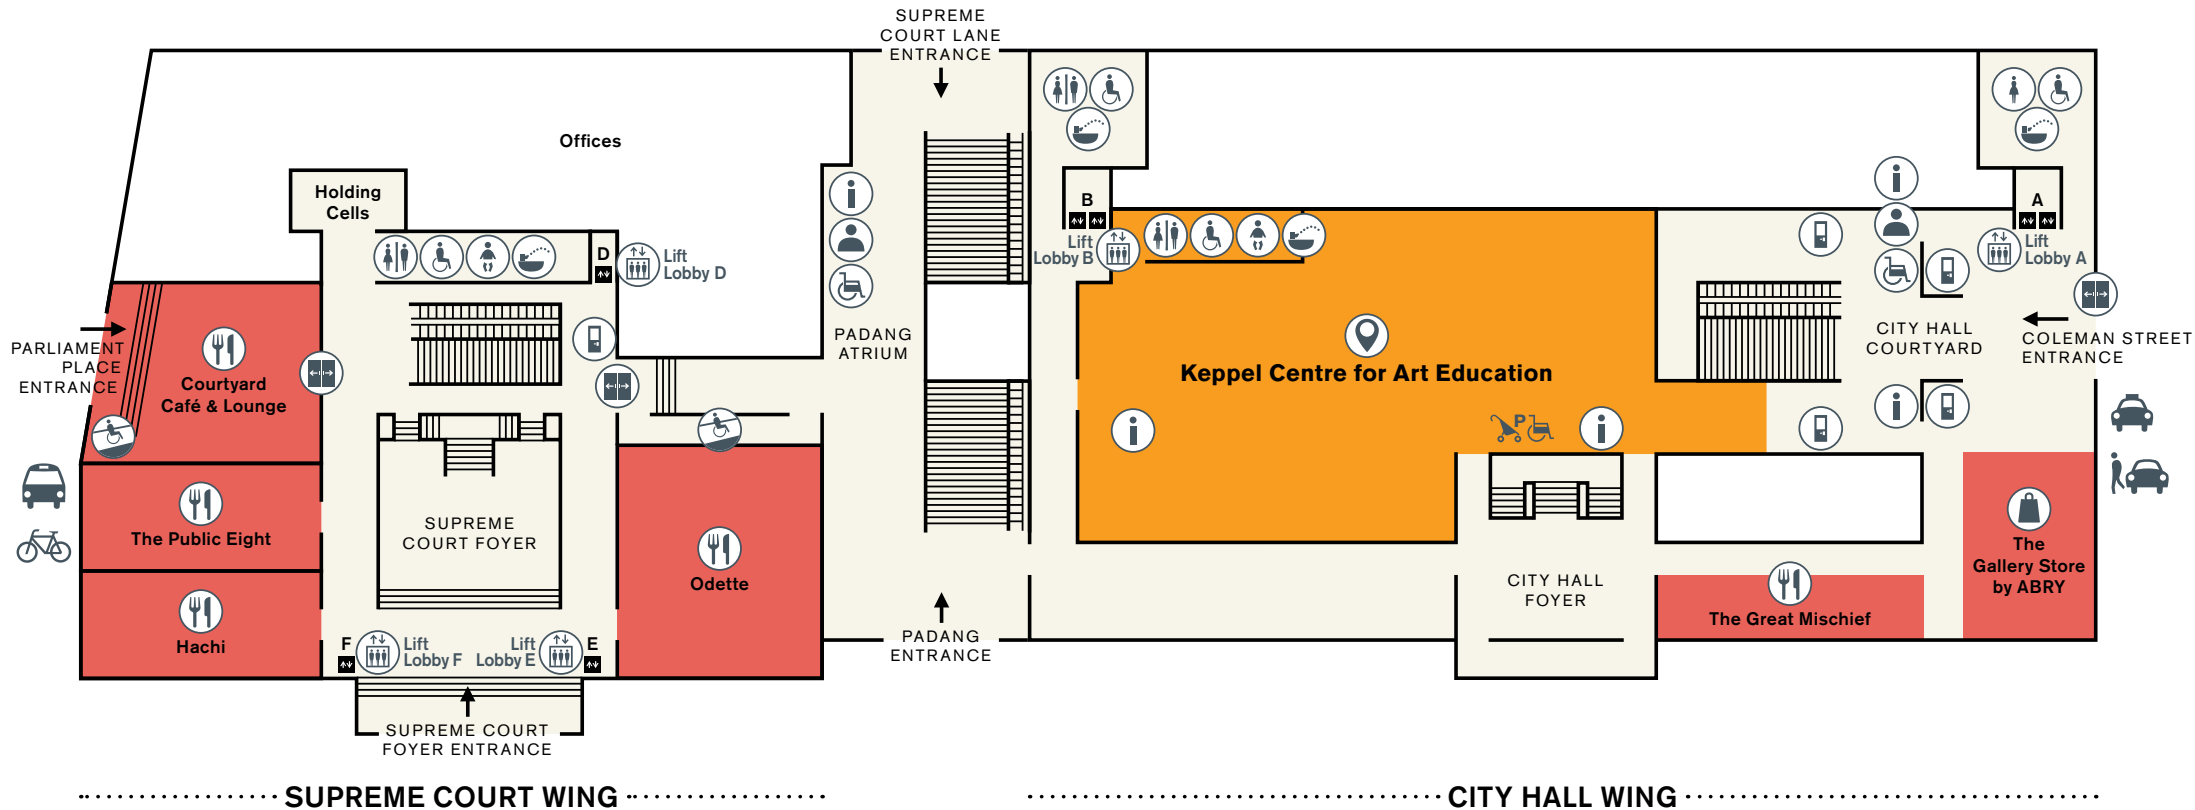 SUPREME
COURT LANE
ENTRANCE
Offices
Holding
Cells
D
Lift
Lobby D
B
Lift
Lobby B
A
Lift
Lobby A
PARLIAMENT
PLACE
ENTRANCE
Courtyard
Café & Lounge
PADANG
ATRIUM
Keppel Centre for Art Education
P
CITY HALL
COURTYARD
COLEMAN STREET
ENTRANCE
The Public Eight
SUPREME
COURT FOYER
Odette
Hachi
F
Lift
Lobby F
Lift
Lobby E
E
PADANG
ENTRANCE
CITY HALL
FOYER
The Great Mischief
The
Gallery Store
by ABRY
SUPREME COURT
FOYER ENTRANCE
SUPREME COURT WING
CITY HALL WING